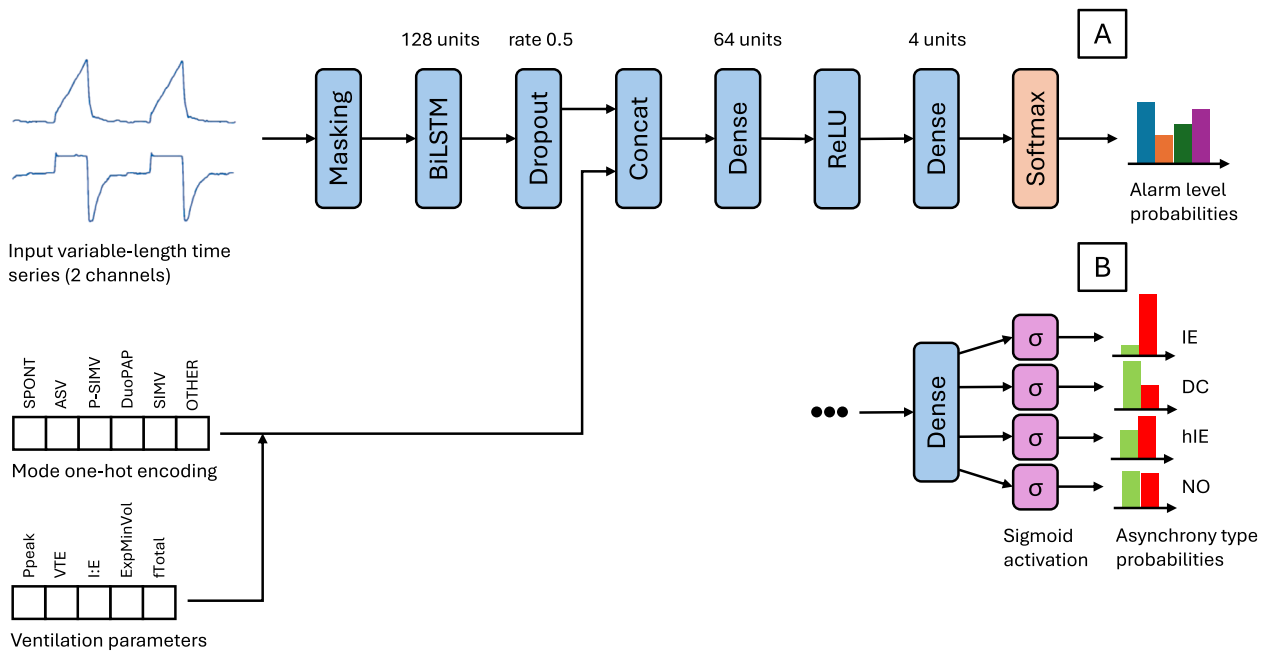 128 units
rate 0.5
64 units
4 units
A
Masking
BiLSTM
Dropout
Concat
Dense
ReLU
Dense
Softmax
Input variable-length time
series (2 channels)
Alarm level
probabilities
B
SPONT
ASV
P-SIMV
DuoPAP
SIMV
OTHER
Mode one-hot encoding
Dense
σ
IE
σ
DC
σ
hIE
σ
NO
Sigmoid
activation
Asynchrony type
probabilities
Ppeak
VTE
I:E
ExpMinVol
fTotal
Ventilation parameters